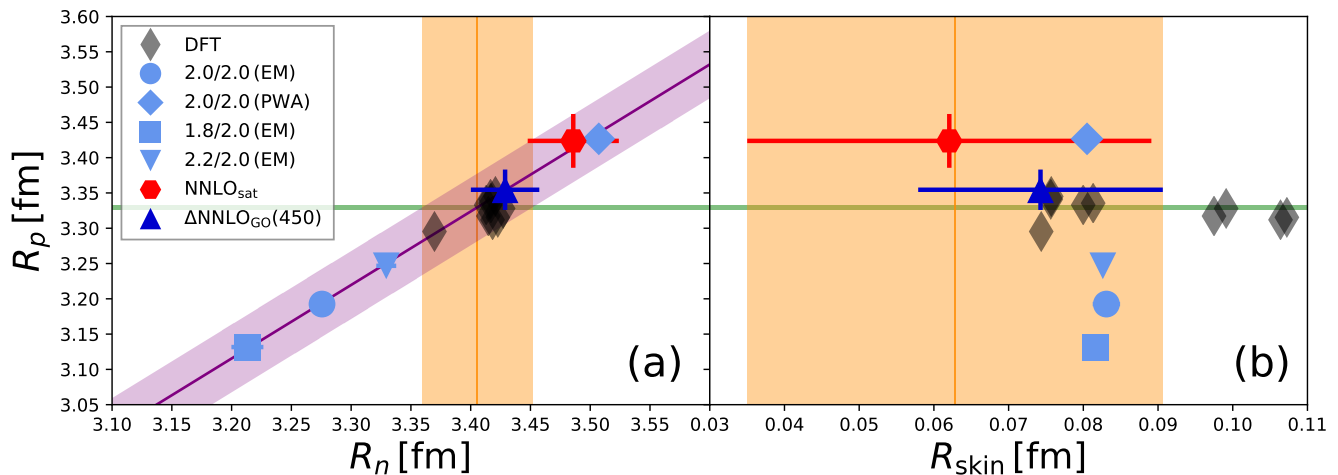 3.60
3.55
3.50
3.45
3.40
3.35
3.30
3.25
3.20
3.15
3.10
3.05
R_p [fm]
DFT
2.0/2.0 (EM)
2.0/2.0 (PWA)
1.8/2.0 (EM)
2.2/2.0 (EM)
NNLO_sat
ΔNNLO_GO(450)
(a)
(b)
3.10 3.15 3.20 3.25 3.30 3.35 3.40 3.45 3.50 3.55 0.03 0.04 0.05 0.06 0.07 0.08 0.09 0.10 0.11
R_n [fm]
R_skin [fm]